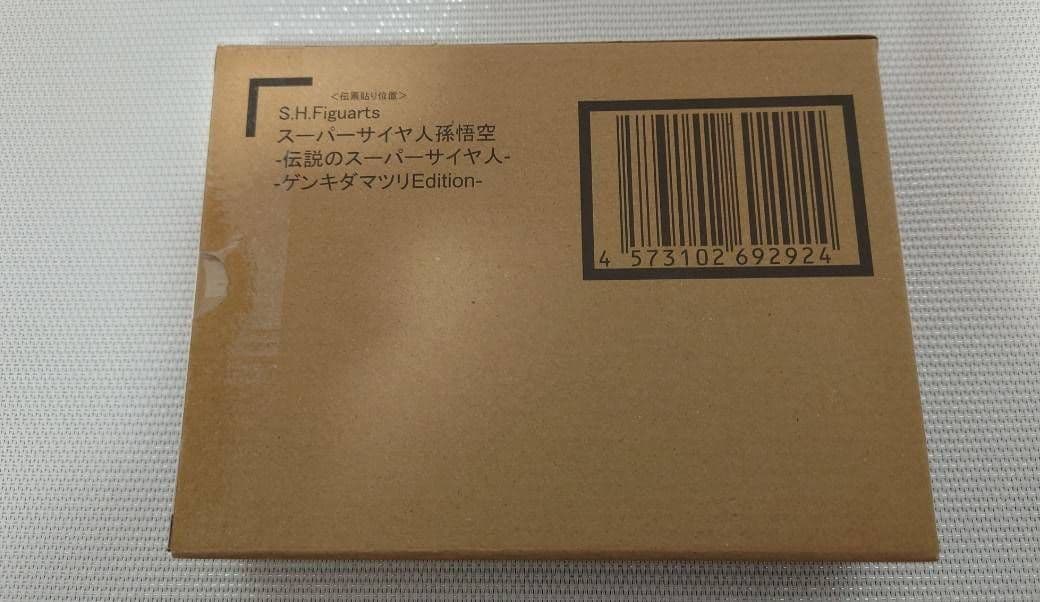 ＜伝票貼り位置＞
S.H.Figuarts
スーパーサイヤ人孫悟空
-伝説のスーパーサイヤ人-
-ゲンキダマツリEdition-
4 573102 692924